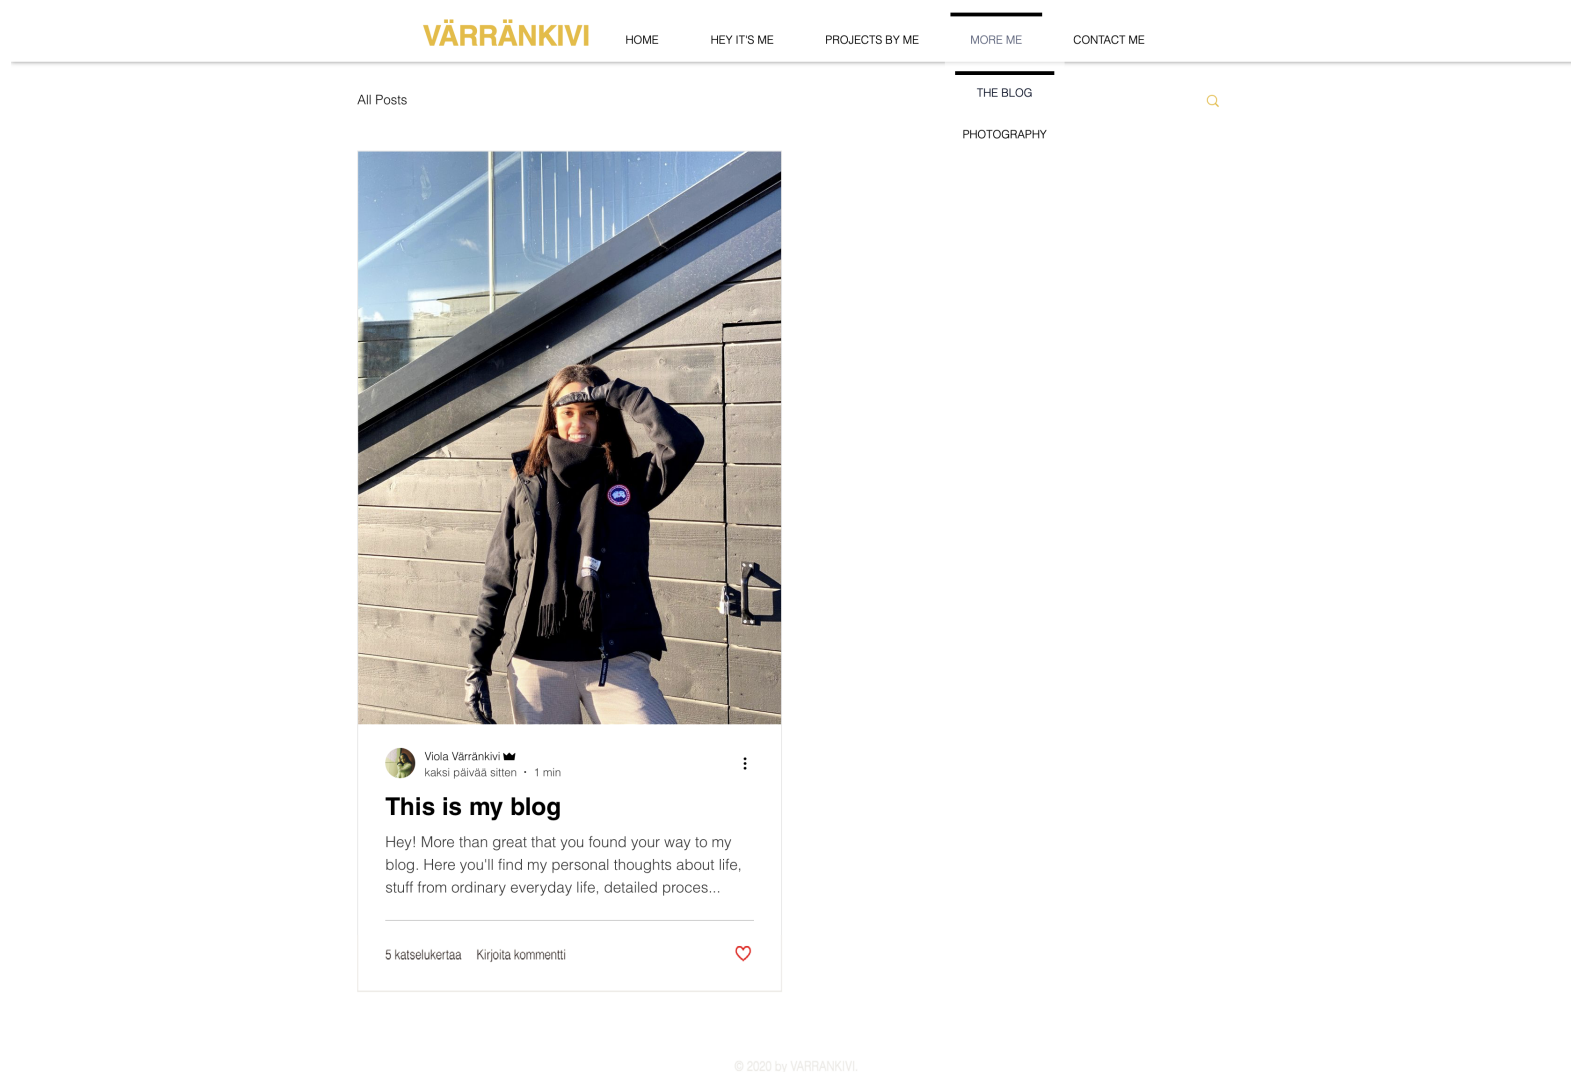 VÄRRÄNKIVI
HOME HEY IT'S ME PROJECTS BY ME MORE ME CONTACT ME
THE BLOG
PHOTOGRAPHY
All Posts
Viola Värränkivi
kaksi päivää sitten · 1 min
This is my blog
Hey! More than great that you found your way to my
blog. Here you'll find my personal thoughts about life,
stuff from ordinary everyday life, detailed proces...
5 katselukertaa Kirjoita kommentti
© 2020 by VÄRRÄNKIVI.